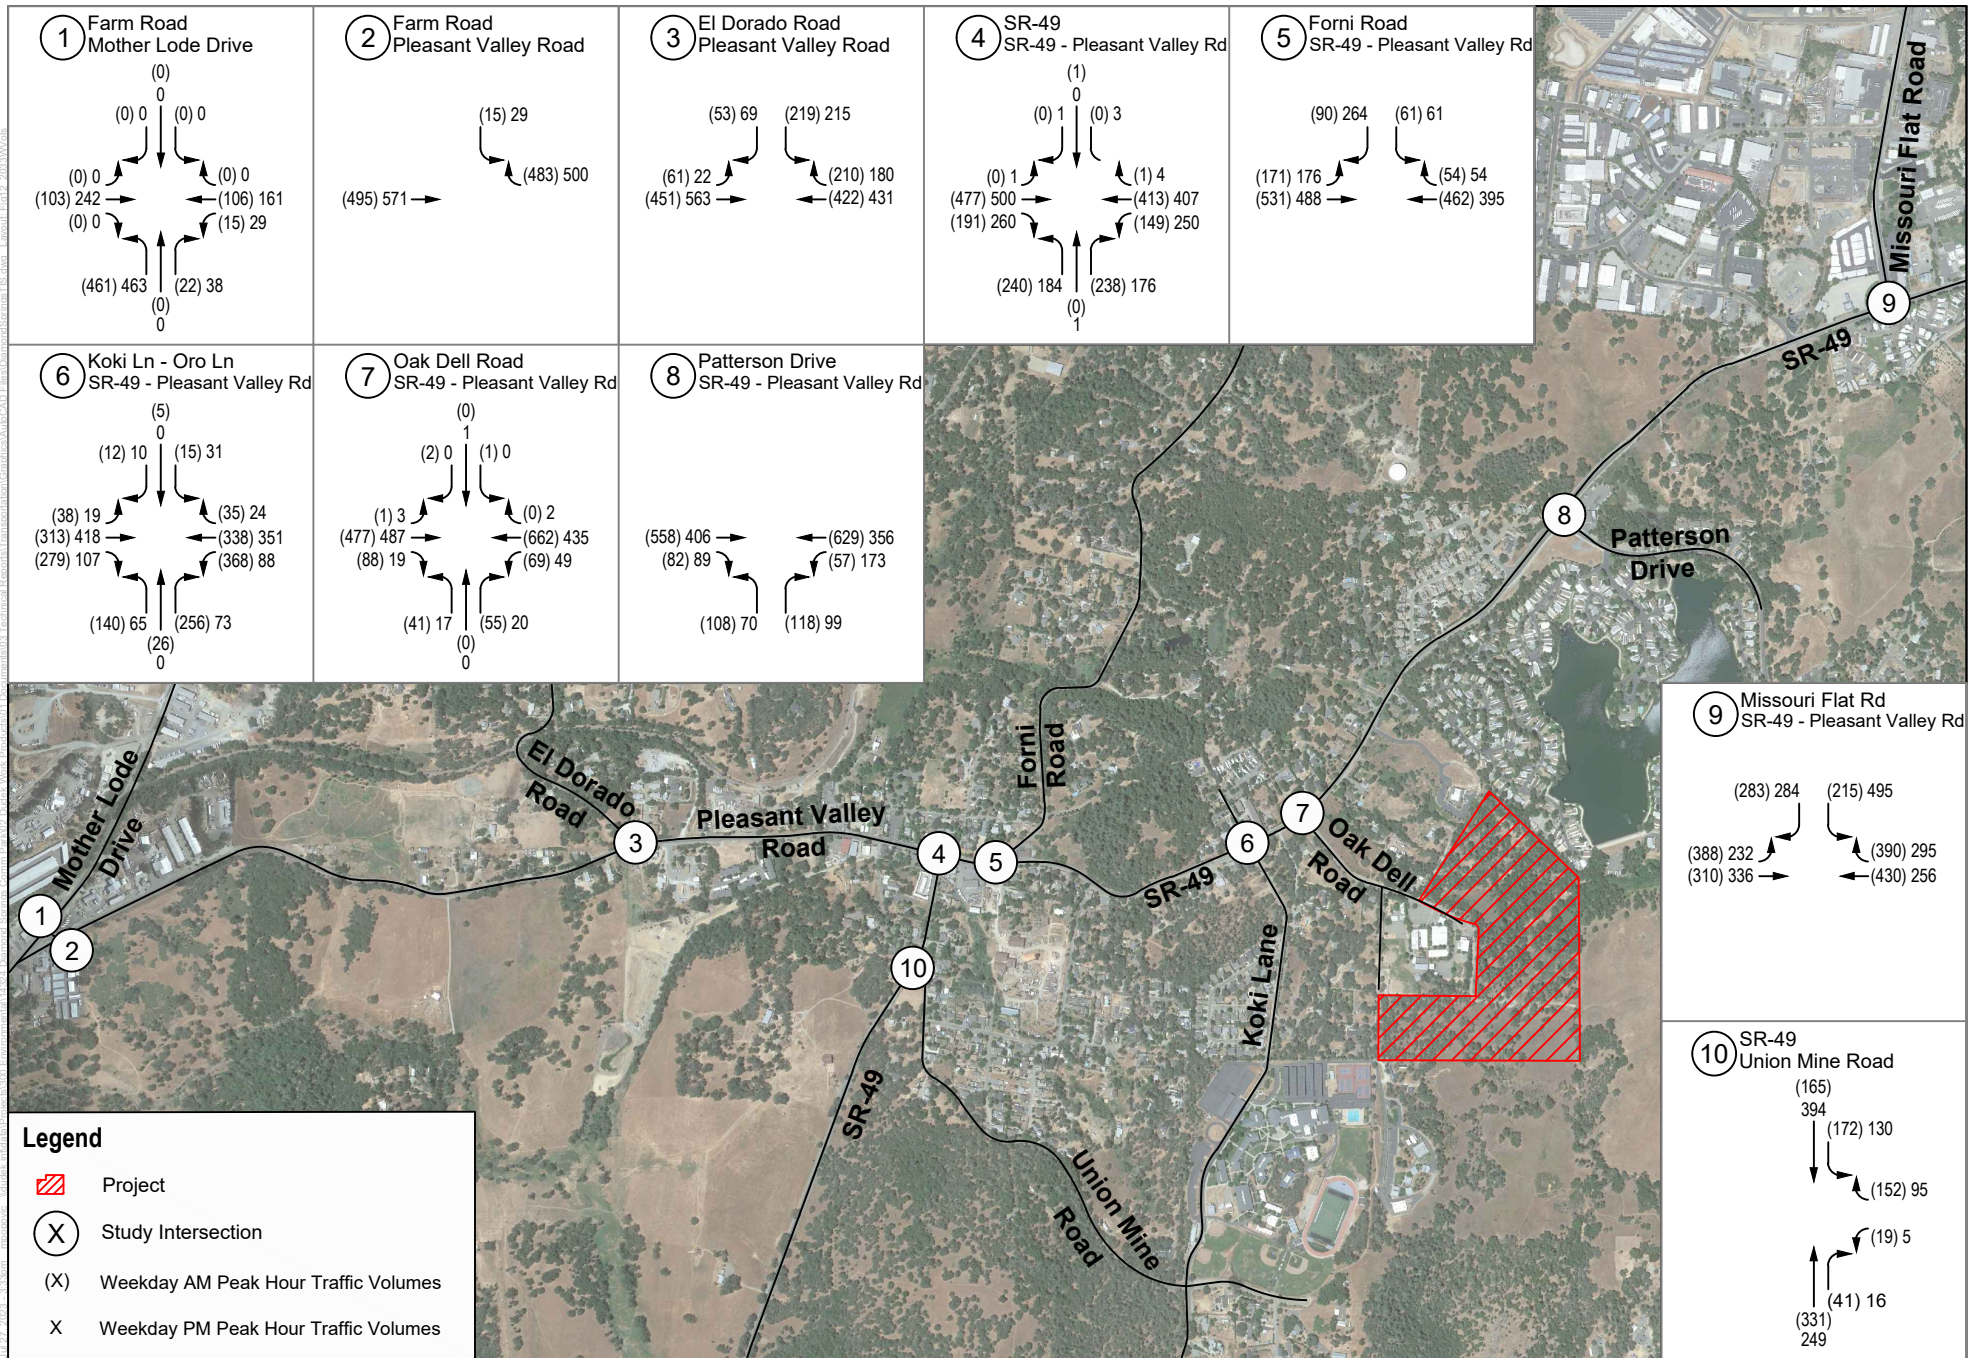 1
Farm Road
Mother Lode Drive
(0)
0
(0) 0
(0) 0
(0) 0
(0) 0
(103) 242
(106) 161
(0) 0
(15) 29
(461) 463
(22) 38
(0)
0
2
Farm Road
Pleasant Valley Road
(15) 29
(483) 500
(495) 571
3
El Dorado Road
Pleasant Valley Road
(53) 69
(219) 215
(61) 22
(210) 180
(451) 563
(422) 431
4
SR-49
SR-49 - Pleasant Valley Rd
(1)
0
(0) 1
(0) 3
(0) 1
(1) 4
(477) 500
(413) 407
(191) 260
(149) 250
(240) 184
(238) 176
(0)
1
5
Forni Road
SR-49 - Pleasant Valley Rd
(90) 264
(61) 61
(171) 176
(54) 54
(531) 488
(462) 395
6
Koki Ln - Oro Ln
SR-49 - Pleasant Valley Rd
(5)
0
(12) 10
(15) 31
(38) 19
(35) 24
(313) 418
(338) 351
(279) 107
(368) 88
(140) 65
(256) 73
(26)
0
7
Oak Dell Road
SR-49 - Pleasant Valley Rd
(0)
1
(2) 0
(1) 0
(1) 3
(0) 2
(477) 487
(662) 435
(88) 19
(69) 49
(41) 17
(55) 20
(0)
0
8
Patterson Drive
SR-49 - Pleasant Valley Rd
(558) 406
(629) 356
(82) 89
(57) 173
(108) 70
(118) 99
9
Missouri Flat Rd
SR-49 - Pleasant Valley Rd
(283) 284
(215) 495
(388) 232
(390) 295
(310) 336
(430) 256
10
SR-49
Union Mine Road
(165)
394
(172) 130
(152) 95
(19) 5
(41) 16
(331)
249
Missouri Flat Road
9
SR-49
8
Patterson
Drive
Forni
Road
El Dorado
Road
Mother Lode
Drive
Pleasant Valley
Road
3
4
5
6
7
Oak Dell
Road
SR-49
1
2
10
Koki Lane
SR-49
Union Mine
Road
Legend
Project
X
Study Intersection
(X)
Weekday AM Peak Hour Traffic Volumes
X
Weekday PM Peak Hour Traffic Volumes